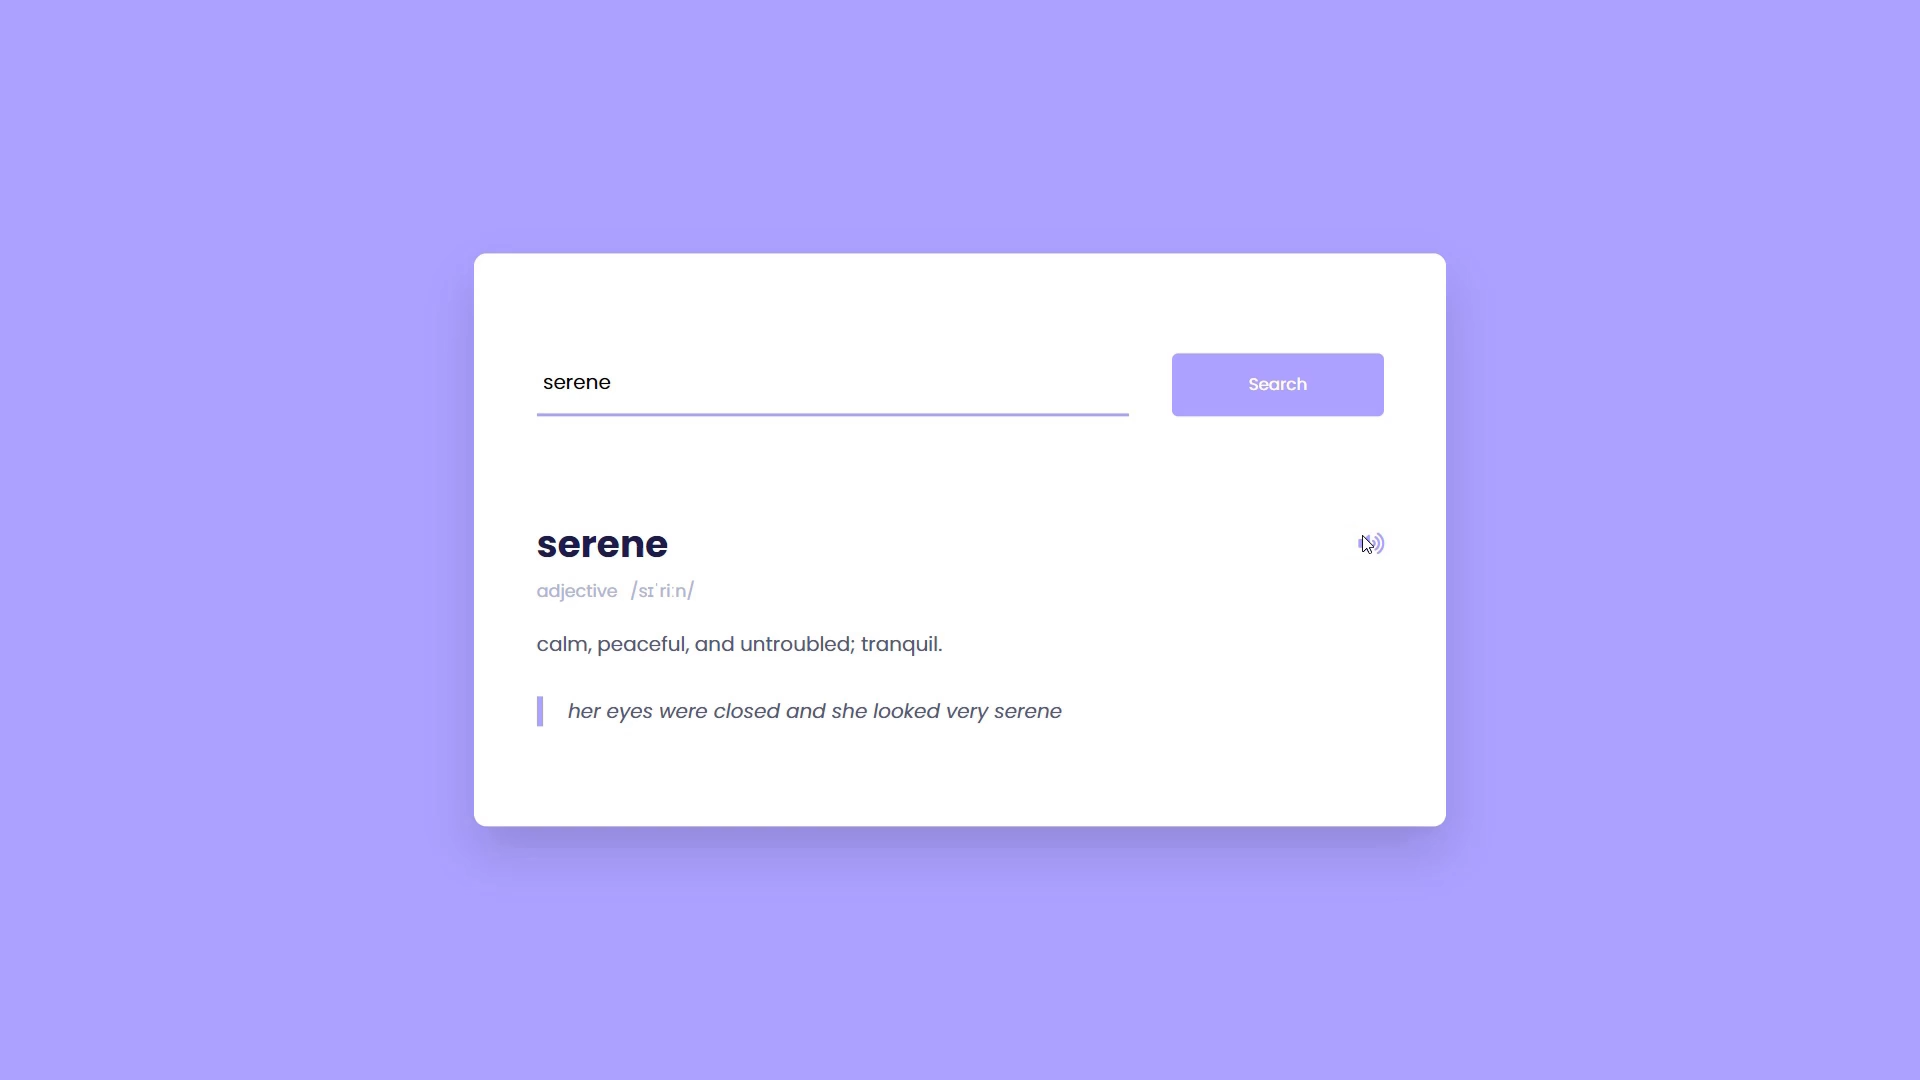 serene
Search
serene
adjective /sɪˈriːn/
calm, peaceful, and untroubled; tranquil.
her eyes were closed and she looked very serene